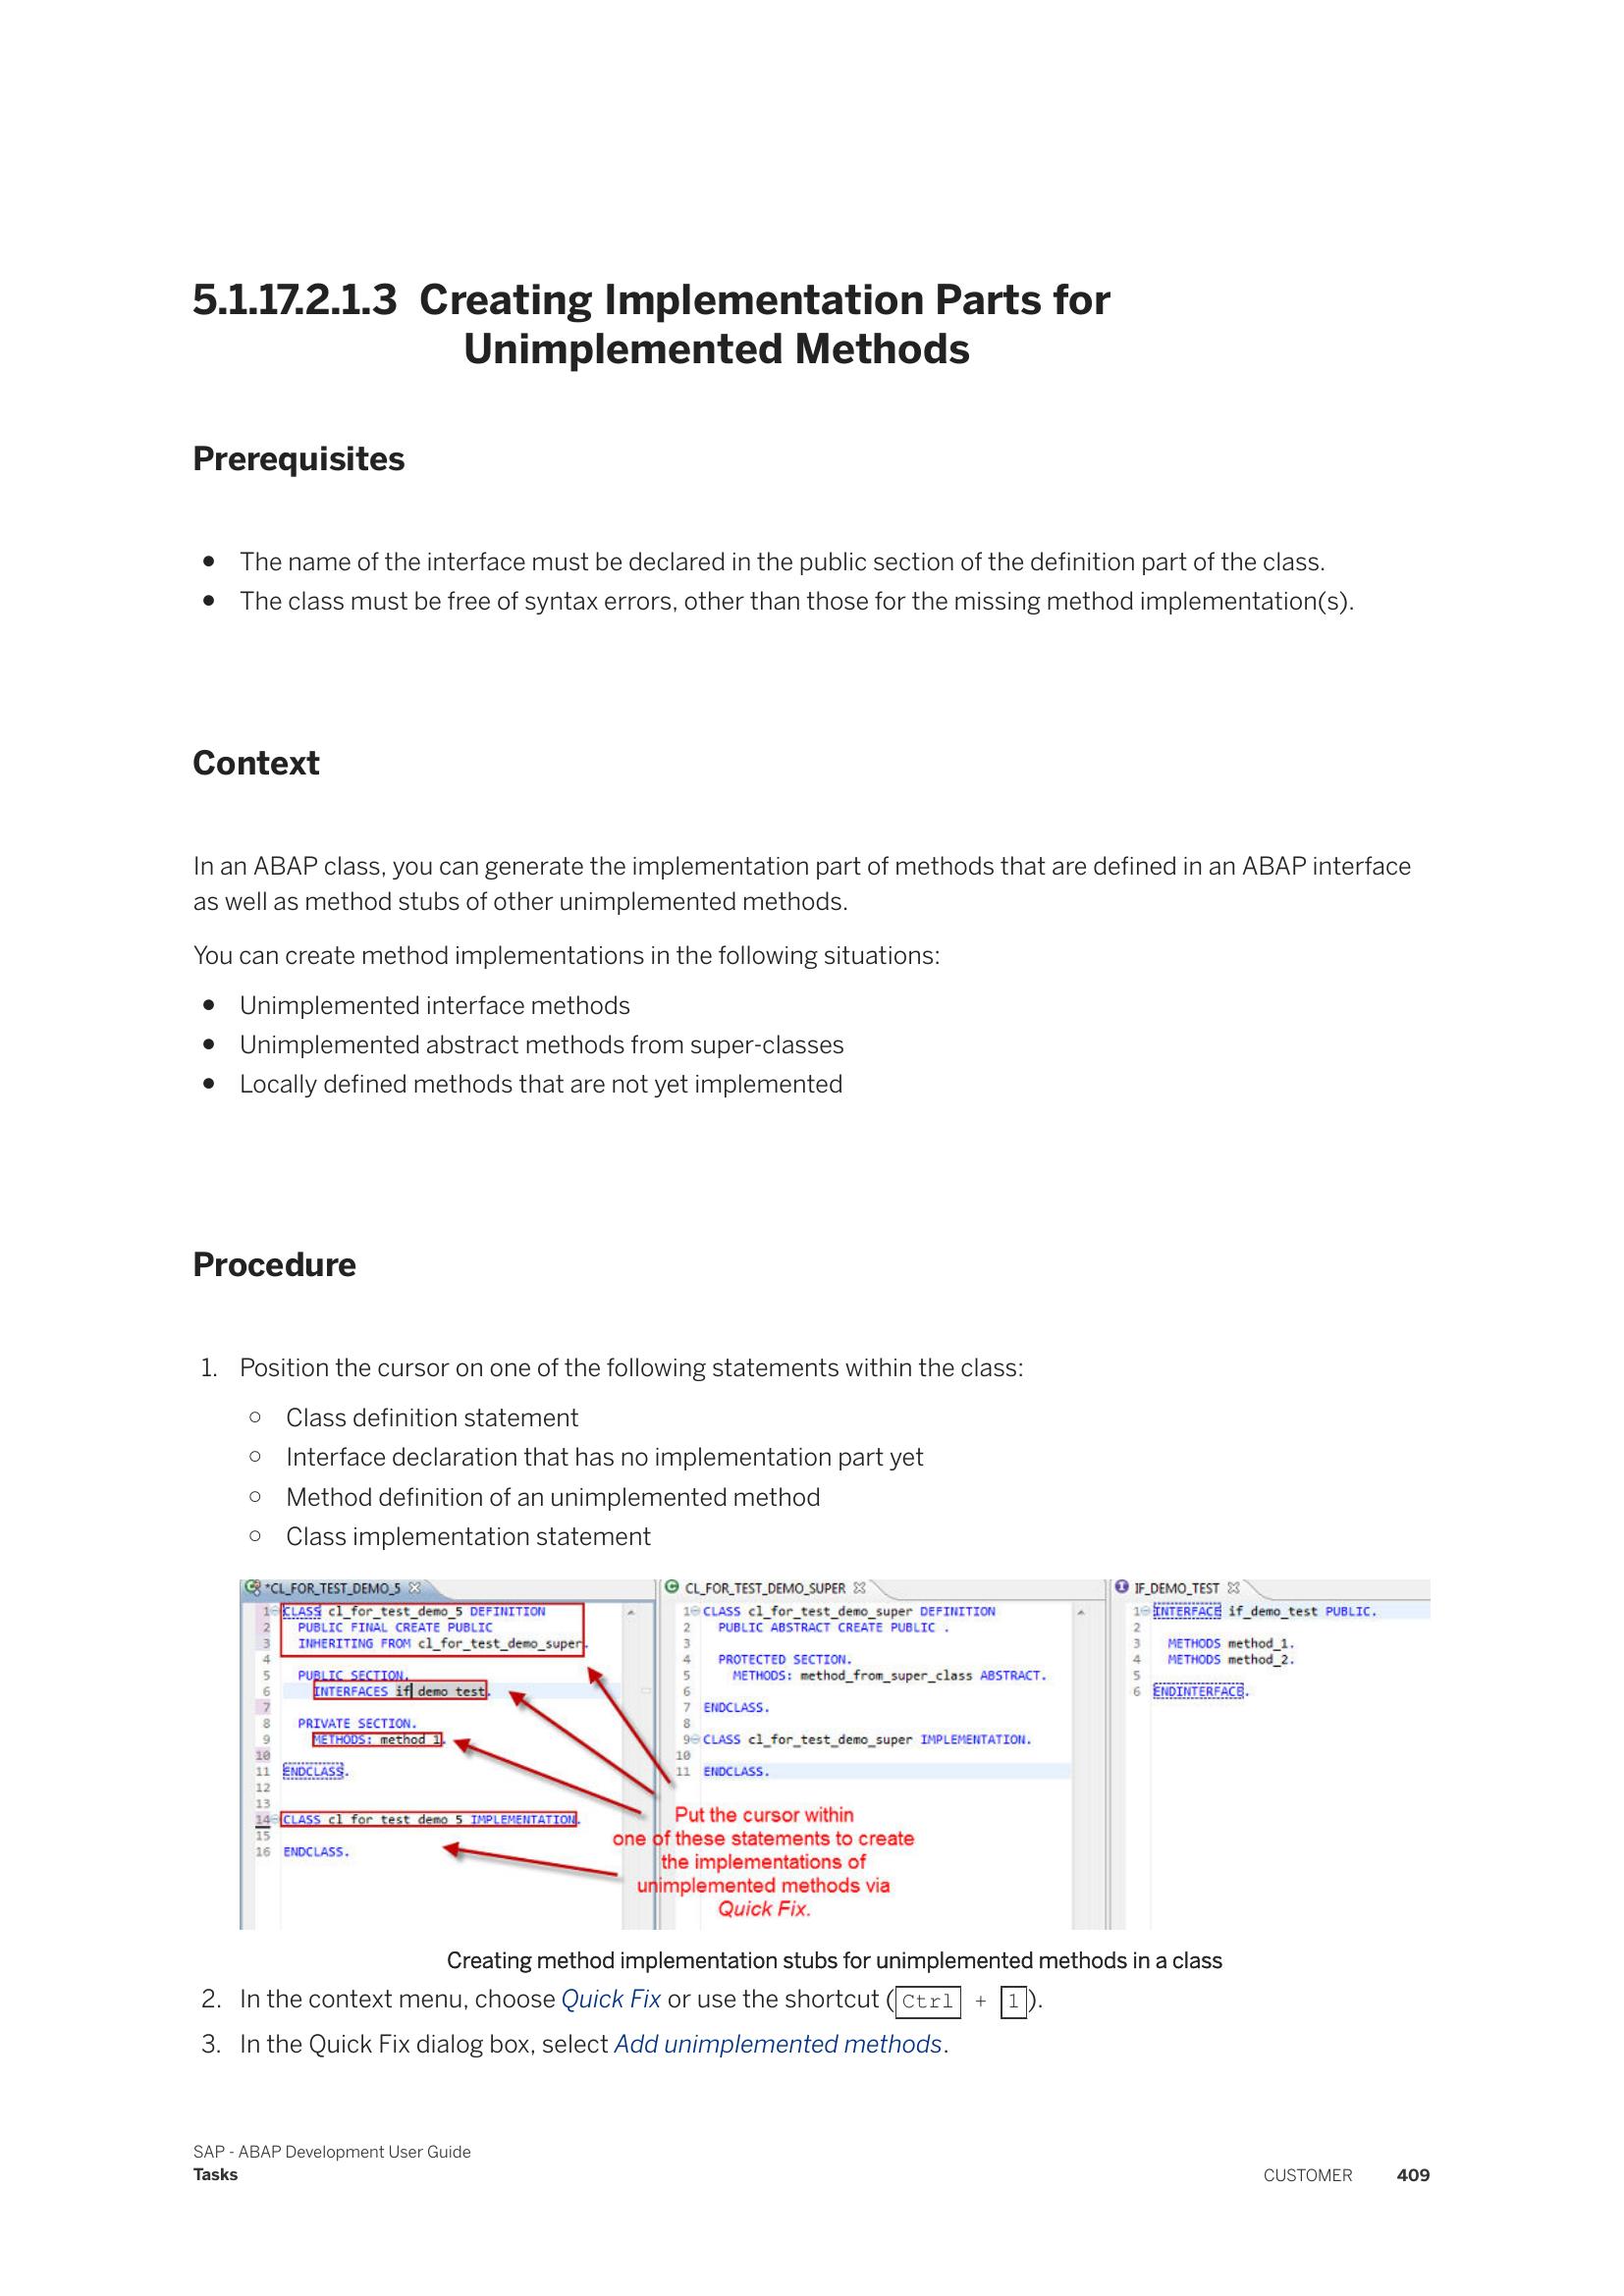 5.1.17.2.1.3 Creating Implementation Parts for
Unimplemented Methods
Prerequisites
● The name of the interface must be declared in the public section of the definition part of the class.
● The class must be free of syntax errors, other than those for the missing method implementation(s).
Context
In an ABAP class, you can generate the implementation part of methods that are defined in an ABAP interface
as well as method stubs of other unimplemented methods.
You can create method implementations in the following situations:
● Unimplemented interface methods
● Unimplemented abstract methods from super-classes
● Locally defined methods that are not yet implemented
Procedure
1. Position the cursor on one of the following statements within the class:
○ Class definition statement
○ Interface declaration that has no implementation part yet
○ Method definition of an unimplemented method
○ Class implementation statement
*CL_FOR_TEST_DEMO_5
1 CLASS cl_for_test_demo_5 DEFINITION
2 PUBLIC FINAL CREATE PUBLIC
3 INHERITING FROM cl_for_test_demo_super.
4
5 PUBLIC SECTION.
6 INTERFACES if_demo_test.
7
8 PRIVATE SECTION.
9 METHODS: method_1.
10
11 ENDCLASS.
12
13
14 CLASS cl_for_test_demo_5 IMPLEMENTATION.
15
16 ENDCLASS.
CL_FOR_TEST_DEMO_SUPER
1 CLASS cl_for_test_demo_super DEFINITION
2 PUBLIC ABSTRACT CREATE PUBLIC .
3
4 PROTECTED SECTION.
5 METHODS: method_from_super_class ABSTRACT.
6
7 ENDCLASS.
8
9 CLASS cl_for_test_demo_super IMPLEMENTATION.
10
11 ENDCLASS.
IF_DEMO_TEST
1 INTERFACE if_demo_test PUBLIC.
2
3 METHODS method_1.
4 METHODS method_2.
5
6 ENDINTERFACE.
Put the cursor within
one of these statements to create
the implementations of
unimplemented methods via
Quick Fix.
Creating method implementation stubs for unimplemented methods in a class
2. In the context menu, choose Quick Fix or use the shortcut ( Ctrl + 1 ).
3. In the Quick Fix dialog box, select Add unimplemented methods.
SAP - ABAP Development User Guide
Tasks
CUSTOMER 409